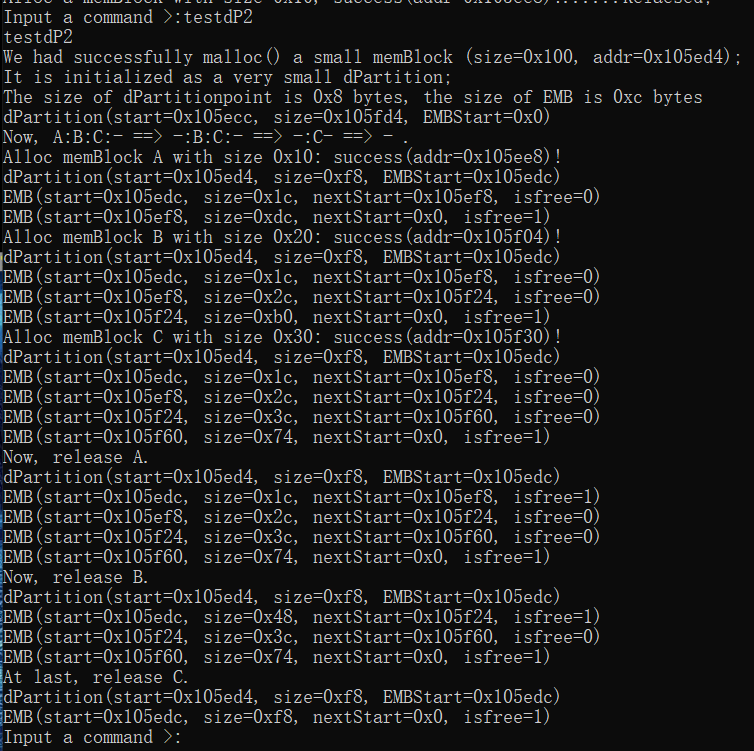 Input a command >:testdP2
testdP2
We had successfully malloc() a small memBlock (size=0x100, addr=0x105ed4);
It is initialized as a very small dPartition;
The size of dPartitionpoint is 0x8 bytes, the size of EMB is 0xc bytes
dPartition(start=0x105ecc, size=0x105fd4, EMBStart=0x0)
Now, A:B:C:- ==> -:B:C:- ==> -:C- ==> - .
Alloc memBlock A with size 0x10: success(addr=0x105ee8)!
dPartition(start=0x105ed4, size=0xf8, EMBStart=0x105edc)
EMB(start=0x105edc, size=0x1c, nextStart=0x105ef8, isfree=0)
EMB(start=0x105ef8, size=0xdc, nextStart=0x0, isfree=1)
Alloc memBlock B with size 0x20: success(addr=0x105f04)!
dPartition(start=0x105ed4, size=0xf8, EMBStart=0x105edc)
EMB(start=0x105edc, size=0x1c, nextStart=0x105ef8, isfree=0)
EMB(start=0x105ef8, size=0x2c, nextStart=0x105f24, isfree=0)
EMB(start=0x105f24, size=0xb0, nextStart=0x0, isfree=1)
Alloc memBlock C with size 0x30: success(addr=0x105f30)!
dPartition(start=0x105ed4, size=0xf8, EMBStart=0x105edc)
EMB(start=0x105edc, size=0x1c, nextStart=0x105ef8, isfree=0)
EMB(start=0x105ef8, size=0x2c, nextStart=0x105f24, isfree=0)
EMB(start=0x105f24, size=0x3c, nextStart=0x105f60, isfree=0)
EMB(start=0x105f60, size=0x74, nextStart=0x0, isfree=1)
Now, release A.
dPartition(start=0x105ed4, size=0xf8, EMBStart=0x105edc)
EMB(start=0x105edc, size=0x1c, nextStart=0x105ef8, isfree=1)
EMB(start=0x105ef8, size=0x2c, nextStart=0x105f24, isfree=0)
EMB(start=0x105f24, size=0x3c, nextStart=0x105f60, isfree=0)
EMB(start=0x105f60, size=0x74, nextStart=0x0, isfree=1)
Now, release B.
dPartition(start=0x105ed4, size=0xf8, EMBStart=0x105edc)
EMB(start=0x105edc, size=0x48, nextStart=0x105f24, isfree=1)
EMB(start=0x105f24, size=0x3c, nextStart=0x105f60, isfree=0)
EMB(start=0x105f60, size=0x74, nextStart=0x0, isfree=1)
At last, release C.
dPartition(start=0x105ed4, size=0xf8, EMBStart=0x105edc)
EMB(start=0x105edc, size=0xf8, nextStart=0x0, isfree=1)
Input a command >: